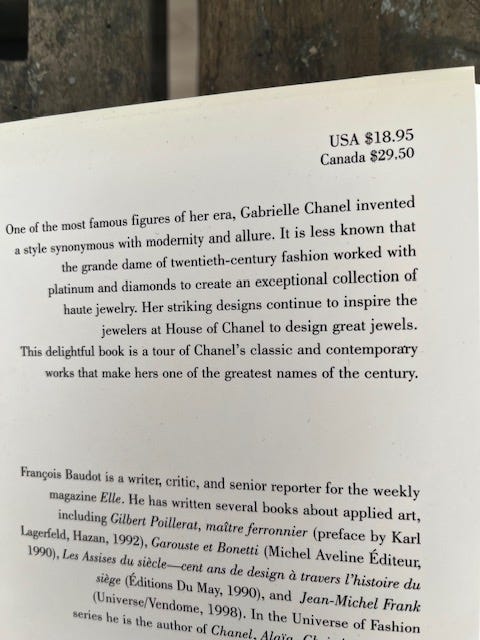 USA $18.95
Canada $29.50
One of the most famous figures of her era, Gabrielle Chanel invented
a style synonymous with modernity and allure. It is less known that
the grande dame of twentieth-century fashion worked with
platinum and diamonds to create an exceptional collection of
haute jewelry. Her striking designs continue to inspire the
jewelers at House of Chanel to design great jewels.
This delightful book is a tour of Chanel's classic and contemporary
works that make hers one of the greatest names of the century.
François Baudot is a writer, critic, and senior reporter for the weekly
magazine Elle. He has written several books about applied art,
including Gilbert Poillerat, maître ferronnier (preface by Karl
Lagerfeld, Hazan, 1992), Garouste et Bonetti (Michel Aveline Éditeur,
1990), Les Assises du siècle—cent ans de design à travers l'histoire du
siège (Éditions Du May, 1990), and Jean-Michel Frank
(Universe/Vendome, 1998). In the Universe of Fashion
series he is the author of Chanel, Alaïa,